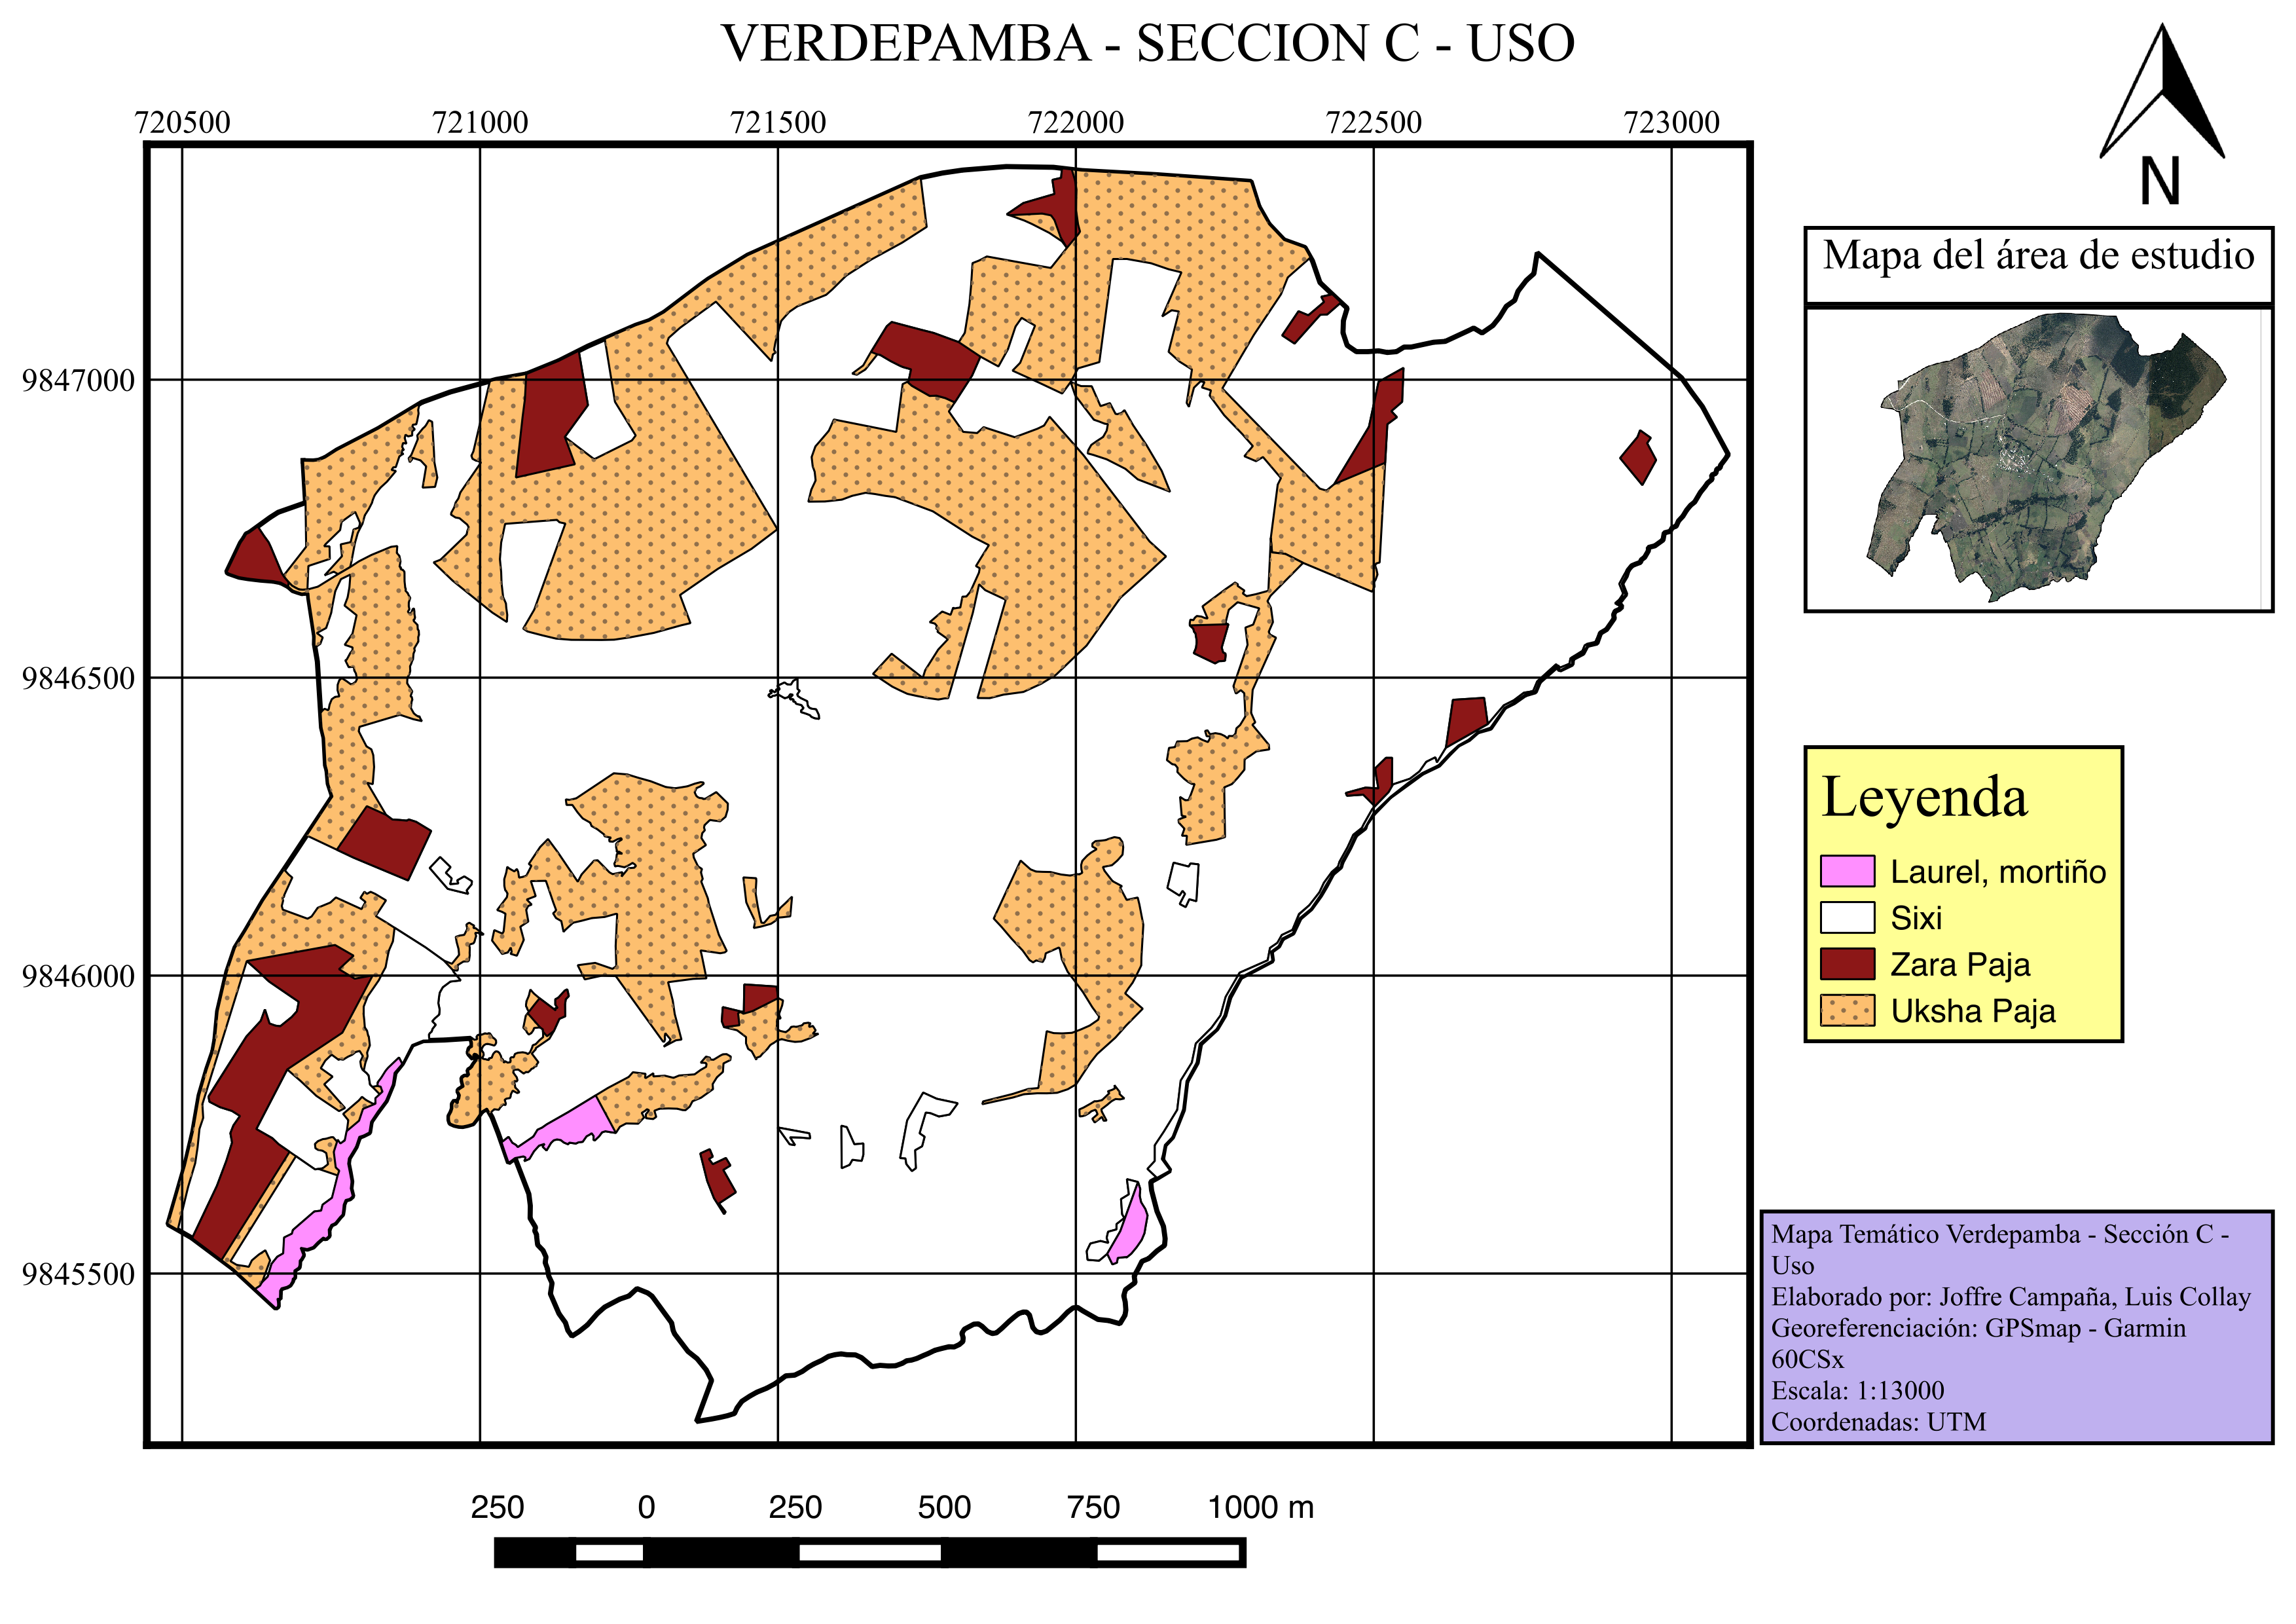 VERDEPAMBA - SECCION C - USO
N
720500 721000 721500 722000 722500 723000
Mapa del área de estudio
9847000
9846500
9846000
9845500
Leyenda
Laurel, mortiño
Sixi
Zara Paja
Uksha Paja
Mapa Temático Verdepamba - Sección C -
Uso
Elaborado por: Joffre Campaña, Luis Collay
Georeferenciación: GPSmap - Garmin
60CSx
Escala: 1:13000
Coordenadas: UTM
250 0 250 500 750 1000 m